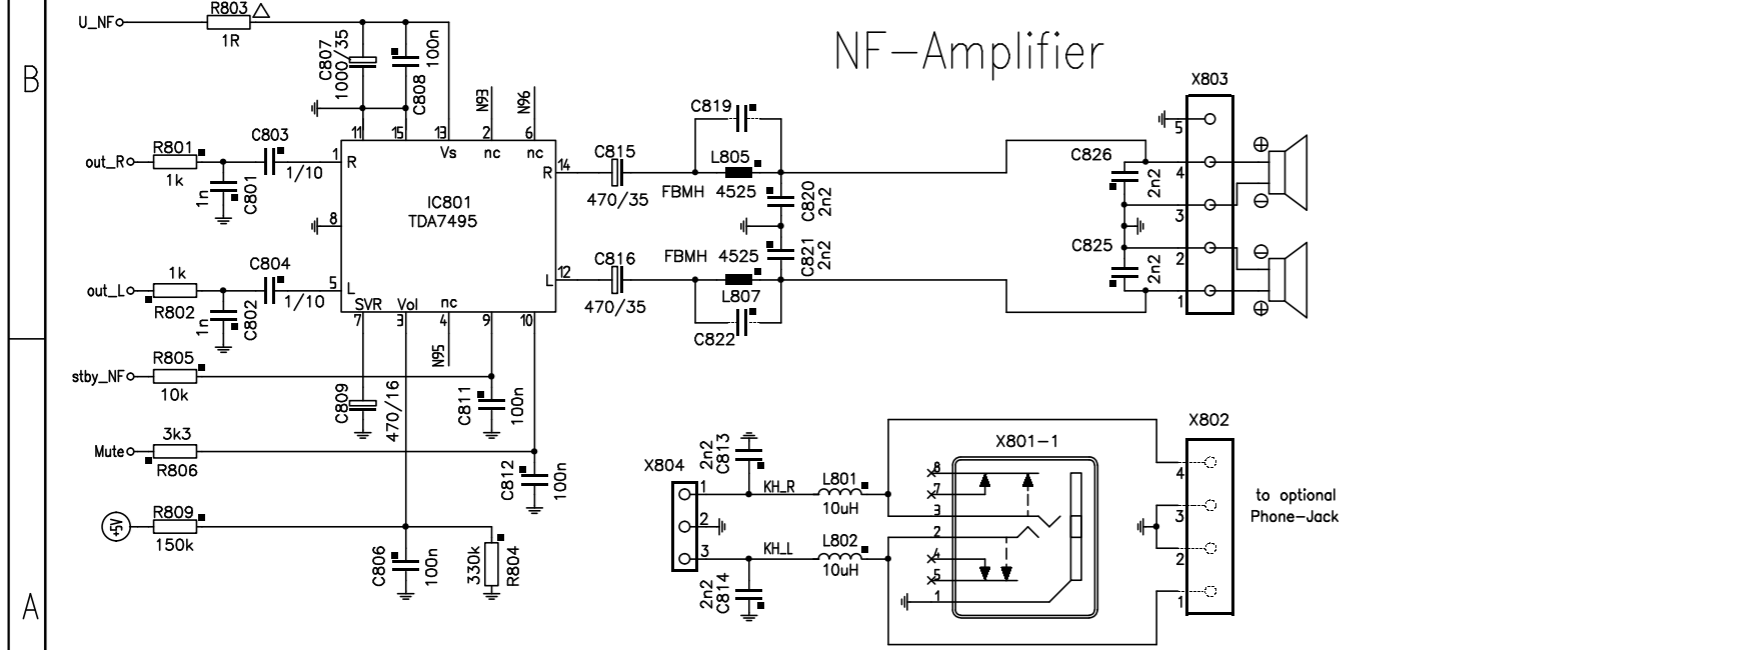 NF-Amplifier
B
A
U_NF
R803
1R
C807
1000/35
C808
100n
N93
N96
11
15
13
2
6
Vs
nc
nc
out_R
R801
1k
C803
1/10
1n
C801
1
R
R
14
IC801
TDA7495
8
out_L
1k
R802
C804
1/10
1n
C802
5
L
L
12
SVR
Vol
nc
7
3
4
9
10
N95
stby_NF
R805
10k
C809
470/16
C811
100n
Mute
3k3
R806
C812
100n
+5V
R809
150k
C806
100n
330k
R804
C815
470/35
C819
L805
FBMH 4525
C820
2n2
C816
470/35
FBMH 4525
L807
C822
C821
2n2
X803
5
4
3
2
1
C826
2n2
C825
2n2
X804
1
2
3
2n2
C813
KH_R
L801
10uH
KH_L
L802
10uH
2n2
C814
X801-1
8
7
3
2
4
5
1
X802
4
3
2
1
to optional
Phone-Jack